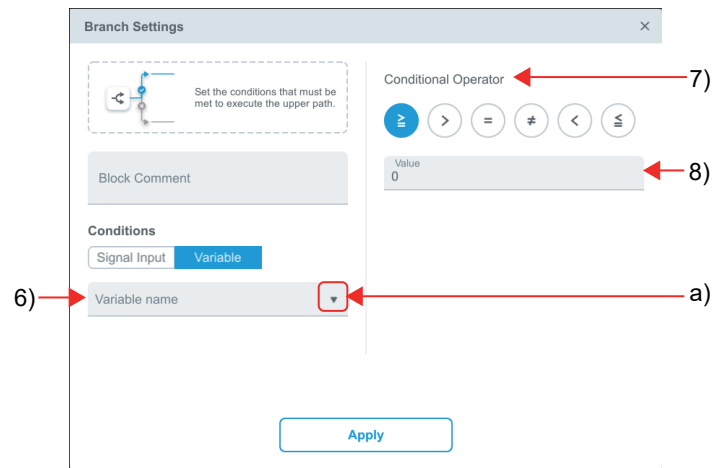 Branch Settings ×
Set the conditions that must be
met to execute the upper path.
Block Comment
Conditions
Signal Input Variable
6) Variable name ▼ a)
Conditional Operator 7)
≧ > = ≠ < ≦
Value
0
8)
Apply